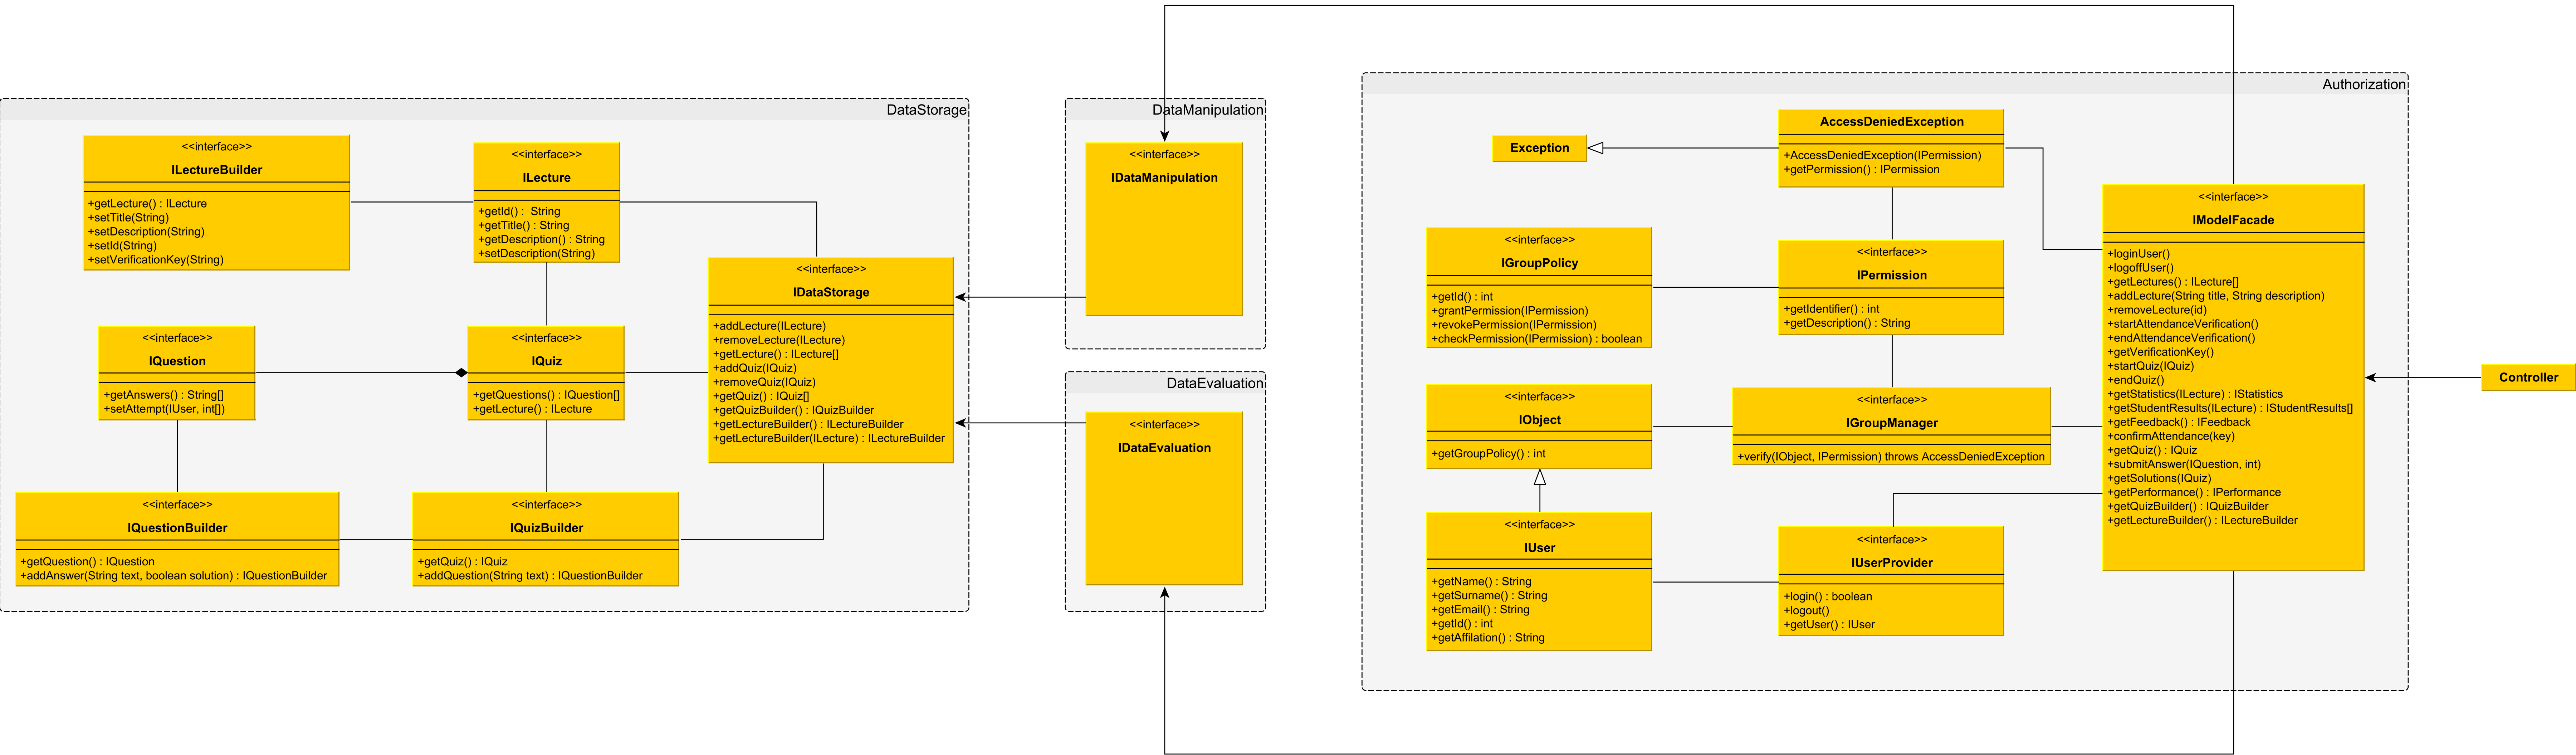 DataStorage
<<interface>>
ILectureBuilder
+getLecture() : ILecture
+setTitle(String)
+setDescription(String)
+setId(String)
+setVerificationKey(String)
<<interface>>
ILecture
+getId() :  String
+getTitle() : String
+getDescription() : String
+setDescription(String)
<<interface>>
IDataStorage
+addLecture(ILecture)
+removeLecture(ILecture)
+getLecture() : ILecture[]
+addQuiz(IQuiz)
+removeQuiz(IQuiz)
+getQuiz() : IQuiz[]
+getQuizBuilder() : IQuizBuilder
+getLectureBuilder() : ILectureBuilder
+getLectureBuilder(ILecture) : ILectureBuilder
<<interface>>
IQuestion
+getAnswers() : String[]
+setAttempt(IUser, int[])
<<interface>>
IQuiz
+getQuestions() : IQuestion[]
+getLecture() : ILecture
<<interface>>
IQuestionBuilder
+getQuestion() : IQuestion
+addAnswer(String text, boolean solution) : IQuestionBuilder
<<interface>>
IQuizBuilder
+getQuiz() : IQuiz
+addQuestion(String text) : IQuestionBuilder
DataManipulation
<<interface>>
IDataManipulation
DataEvaluation
<<interface>>
IDataEvaluation
Authorization
Exception
AccessDeniedException
+AccessDeniedException(IPermission)
+getPermission() : IPermission
<<interface>>
IGroupPolicy
+getId() : int
+grantPermission(IPermission)
+revokePermission(IPermission)
+checkPermission(IPermission) : boolean
<<interface>>
IPermission
+getIdentifier() : int
+getDescription() : String
<<interface>>
IObject
+getGroupPolicy() : int
<<interface>>
IGroupManager
+verify(IObject, IPermission) throws AccessDeniedException
<<interface>>
IUser
+getName() : String
+getSurname() : String
+getEmail() : String
+getId() : int
+getAffilation() : String
<<interface>>
IUserProvider
+login() : boolean
+logout()
+getUser() : IUser
<<interface>>
IModelFacade
+loginUser()
+logoffUser()
+getLectures() : ILecture[]
+addLecture(String title, String description)
+removeLecture(id)
+startAttendanceVerification()
+endAttendanceVerification()
+getVerificationKey()
+startQuiz(IQuiz)
+endQuiz()
+getStatistics(ILecture) : IStatistics
+getStudentResults(ILecture) : IStudentResults[]
+getFeedback() : IFeedback
+confirmAttendance(key)
+getQuiz() : IQuiz
+submitAnswer(IQuestion, int)
+getSolutions(IQuiz)
+getPerformance() : IPerformance
+getQuizBuilder() : IQuizBuilder
+getLectureBuilder() : ILectureBuilder
Controller